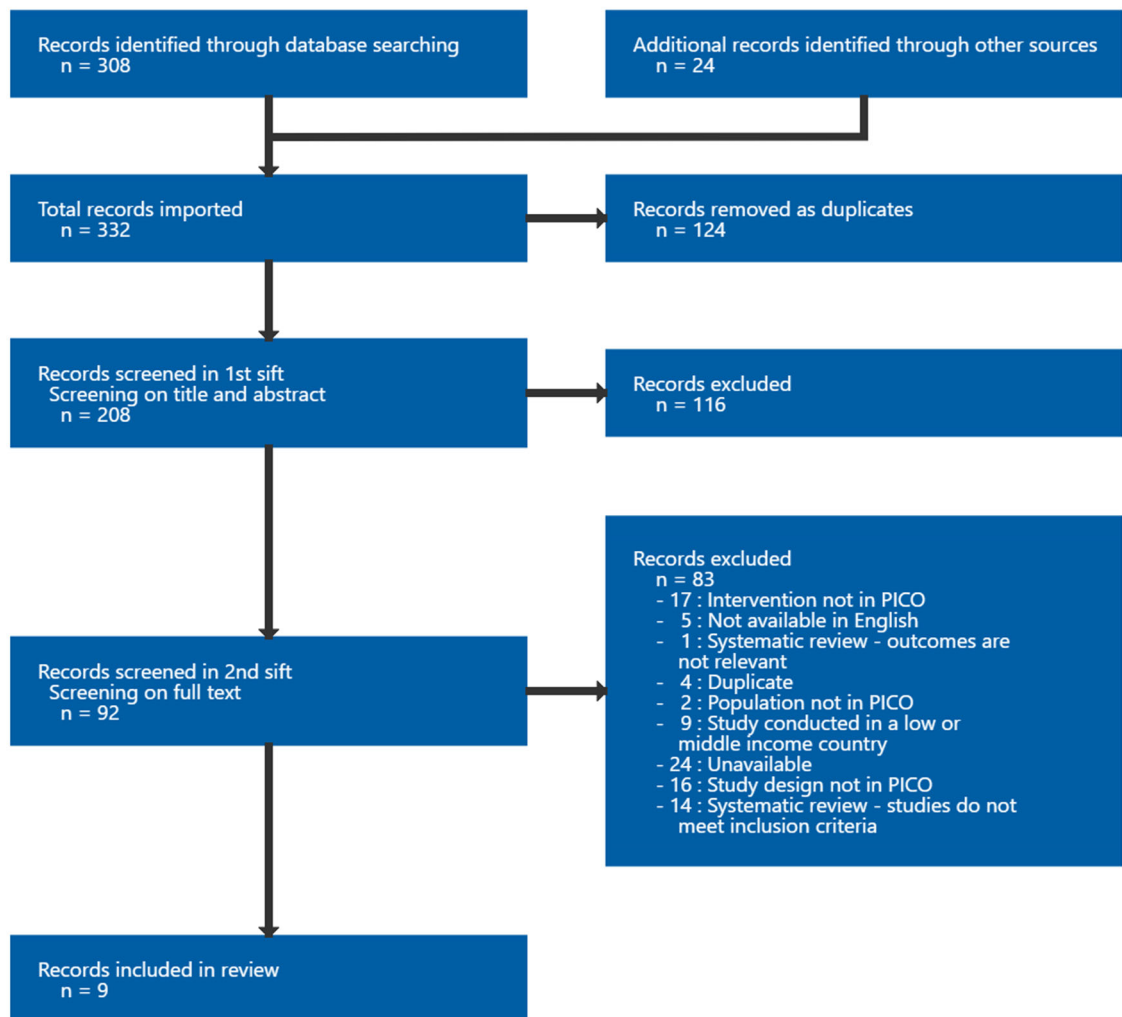 Records identified through database searching
n = 308
Additional records identified through other sources
n = 24
Total records imported
n = 332
Records removed as duplicates
n = 124
Records screened in 1st sift
Screening on title and abstract
n = 208
Records excluded
n = 116
Records screened in 2nd sift
Screening on full text
n = 92
Records excluded
n = 83
- 17 : Intervention not in PICO
- 5 : Not available in English
- 1 : Systematic review - outcomes are
not relevant
- 4 : Duplicate
- 2 : Population not in PICO
- 9 : Study conducted in a low or
middle income country
- 24 : Unavailable
- 16 : Study design not in PICO
- 14 : Systematic review - studies do not
meet inclusion criteria
Records included in review
n = 9